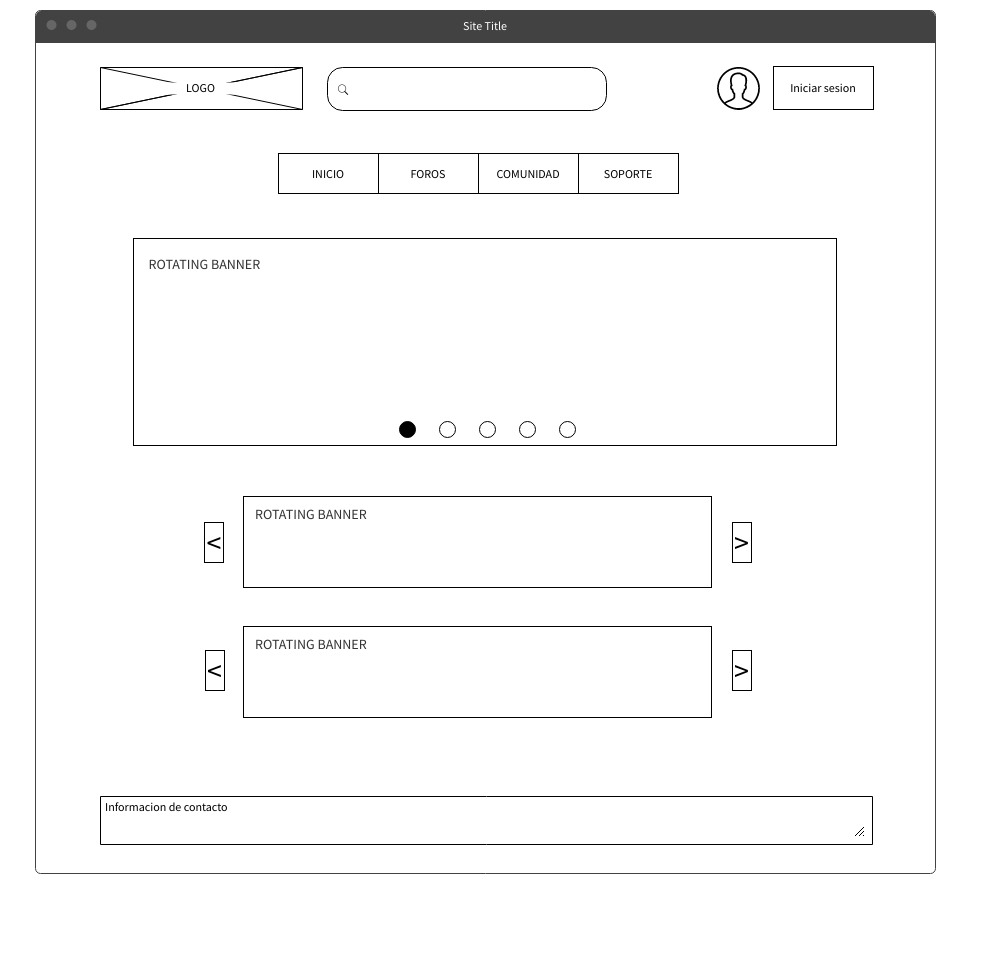 Site Title
LOGO
Iniciar sesion
INICIO
FOROS
COMUNIDAD
SOPORTE
ROTATING BANNER
<
ROTATING BANNER
>
<
ROTATING BANNER
>
Informacion de contacto